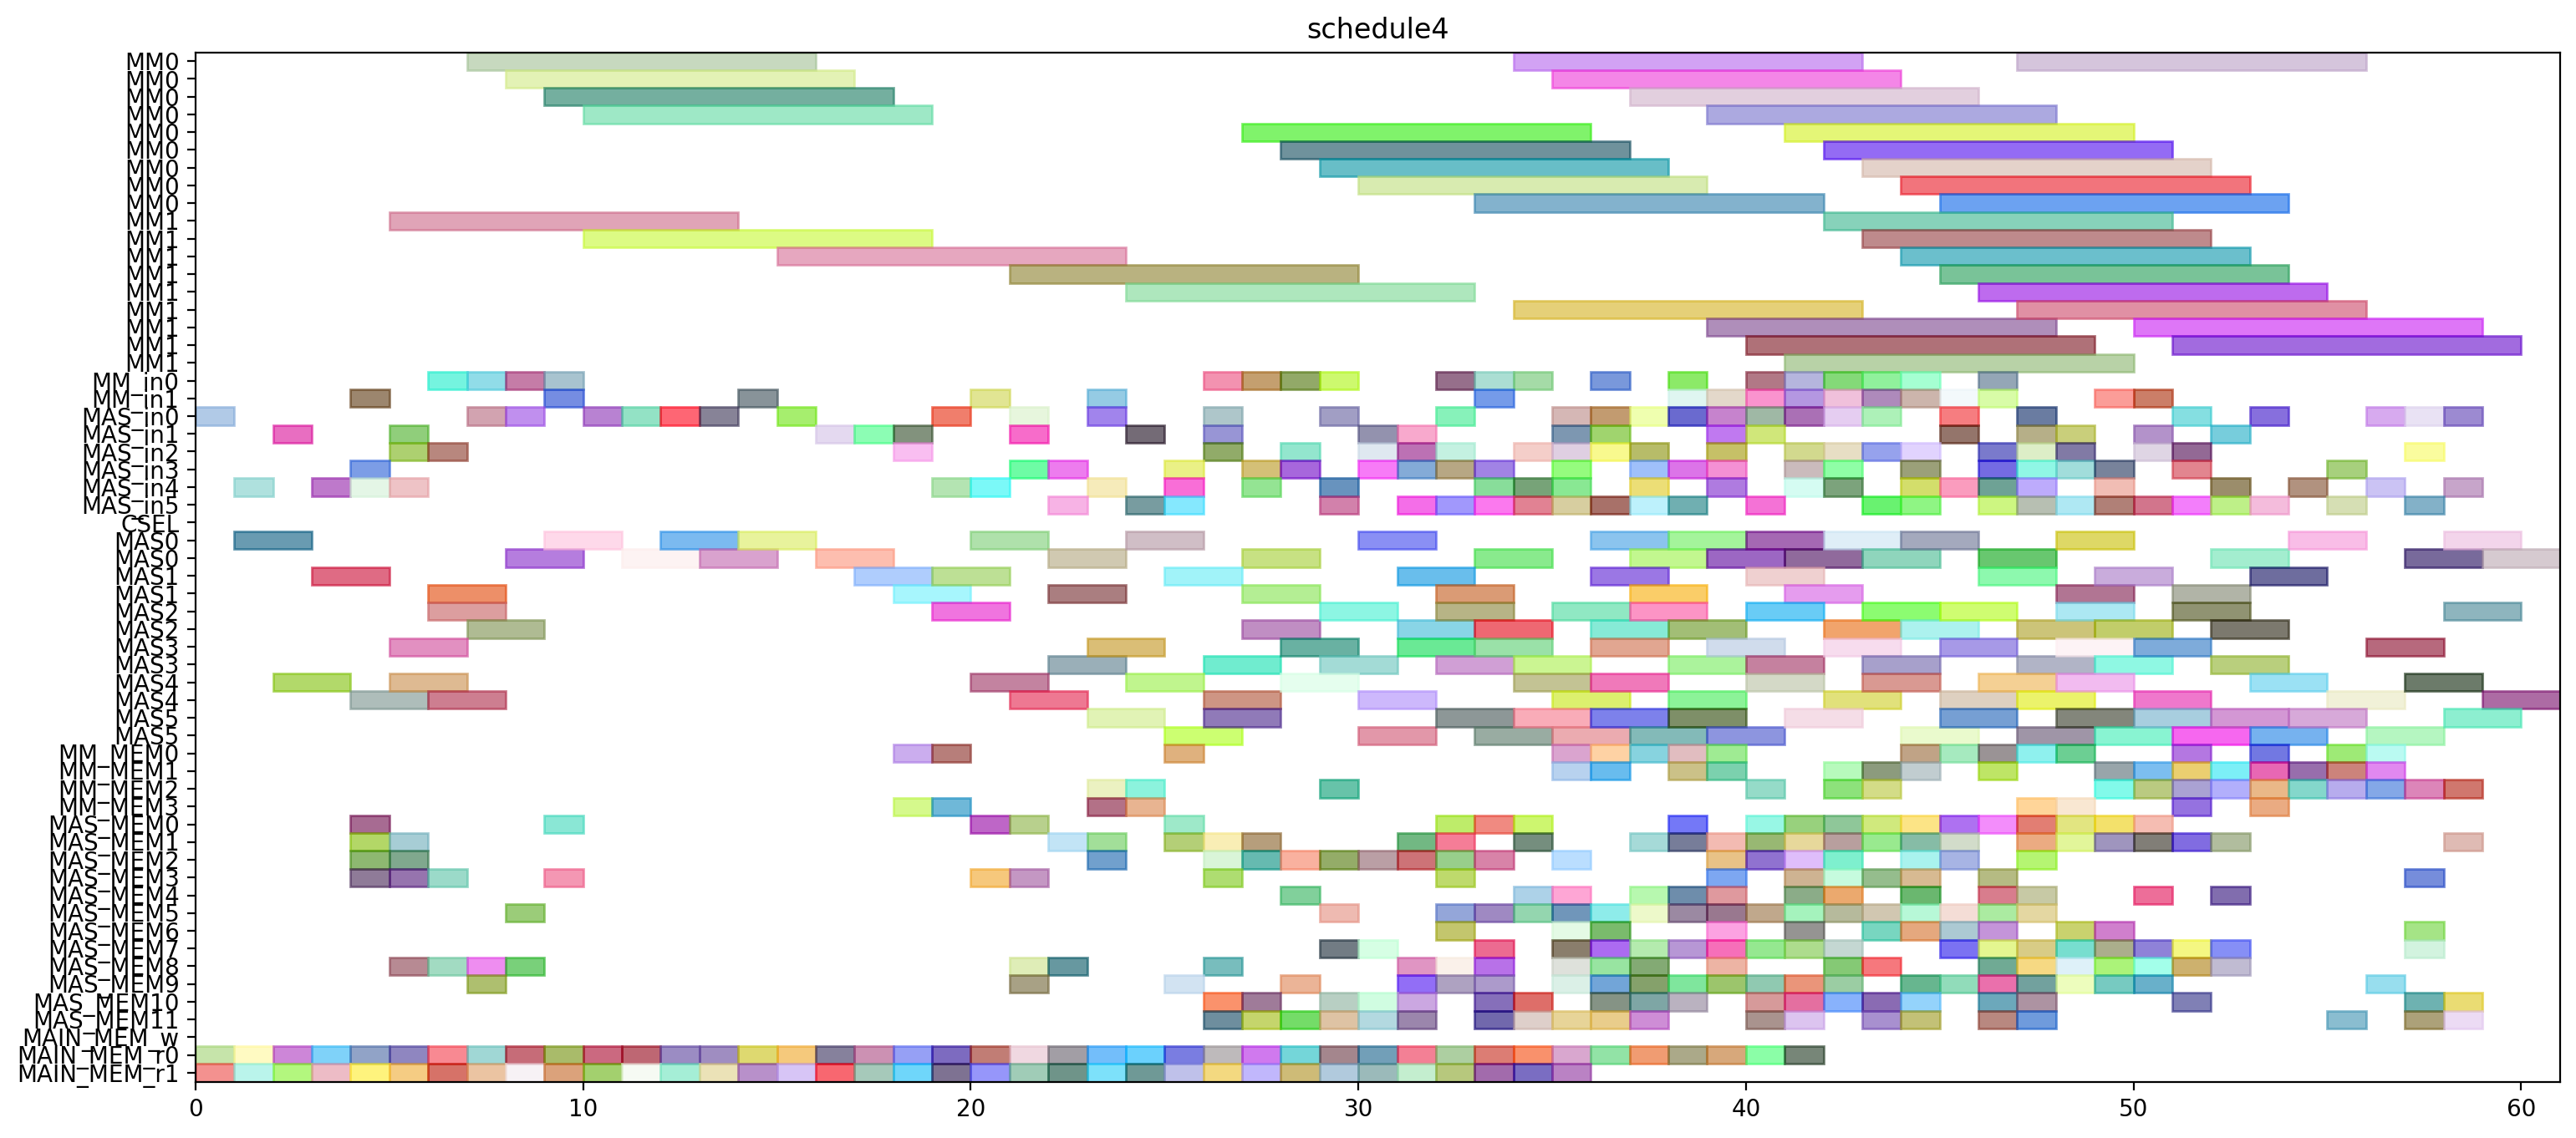 schedule4
MM0
MM0
MM0
MM0
MM0
MM0
MM0
MM0
MM0
MM1
MM1
MM1
MM1
MM1
MM1
MM1
MM1
MM1
MM_in0
MM_in1
MAS_in0
MAS_in1
MAS_in2
MAS_in3
MAS_in4
MAS_in5
CSEL
MAS0
MAS0
MAS1
MAS1
MAS2
MAS2
MAS3
MAS3
MAS4
MAS4
MAS5
MAS5
MM_MEM0
MM_MEM1
MM_MEM2
MM_MEM3
MAS_MEM0
MAS_MEM1
MAS_MEM2
MAS_MEM3
MAS_MEM4
MAS_MEM5
MAS_MEM6
MAS_MEM7
MAS_MEM8
MAS_MEM9
MAS_MEM10
MAS_MEM11
MAIN_MEM_w
MAIN_MEM_r0
MAIN_MEM_r1
0 10 20 30 40 50 60